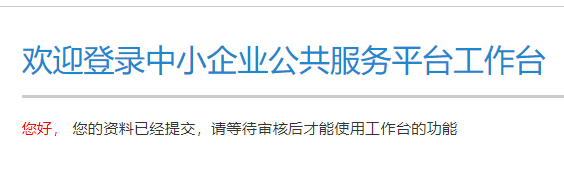 欢迎登录中小企业公共服务平台工作台
您好， 您的资料已经提交，请等待审核后才能使用工作台的功能